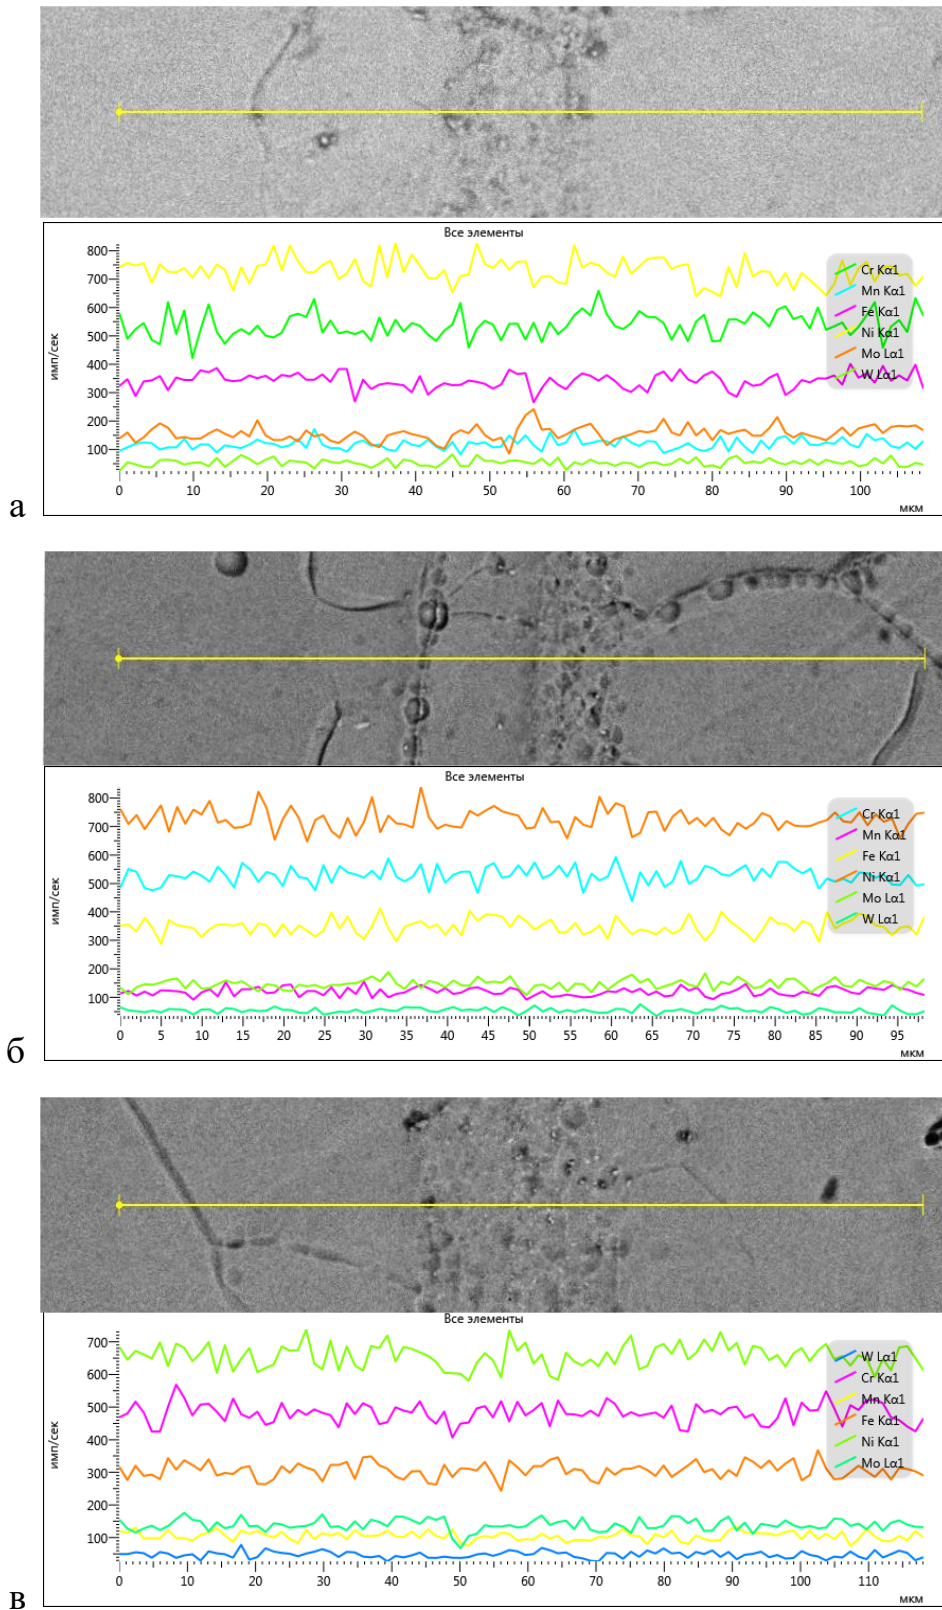 Все элементы
800
700
600
500
400
300
200
100
имп/сек
Cr Kα1
Mn Kα1
Fe Kα1
Ni Kα1
Mo Lα1
W Lα1
0 10 20 30 40 50 60 70 80 90 100
мкм
а
Все элементы
800
700
600
500
400
300
200
100
имп/сек
Cr Kα1
Mn Kα1
Fe Kα1
Ni Kα1
Mo Lα1
W Lα1
0 5 10 15 20 25 30 35 40 45 50 55 60 65 70 75 80 85 90 95
мкм
б
Все элементы
700
600
500
400
300
200
100
имп/сек
W Lα1
Cr Kα1
Mn Kα1
Fe Kα1
Ni Kα1
Mo Lα1
0 10 20 30 40 50 60 70 80 90 100 110
мкм
в